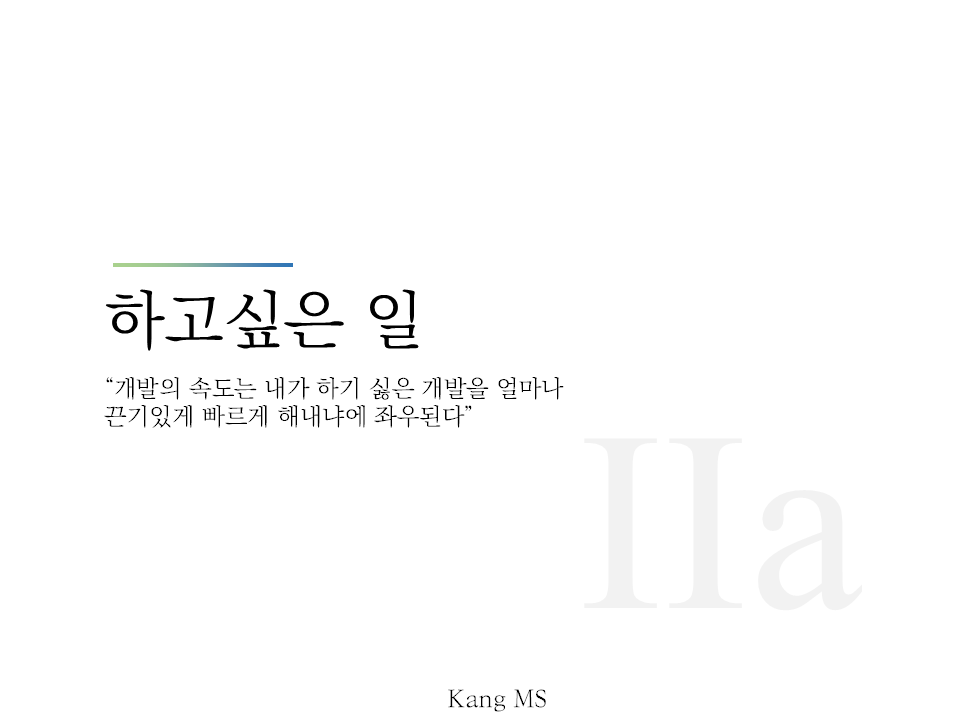 하고싶은 일
“개발의 속도는 내가 하기 싫은 개발을 얼마나
끈기있게 빠르게 해내냐에 좌우된다”
IIa
Kang MS